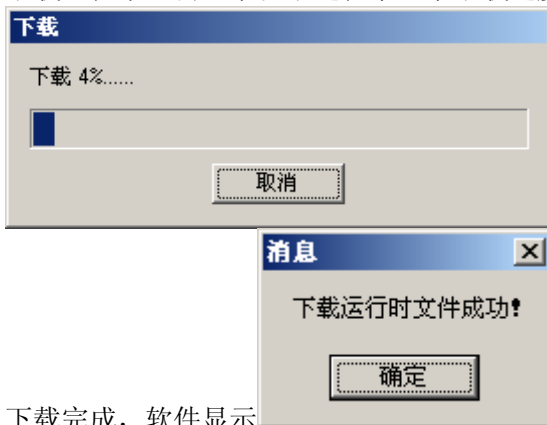 下载
下载 4%......
取消
消息
下载运行时文件成功!
确定
下载完成，软件显示